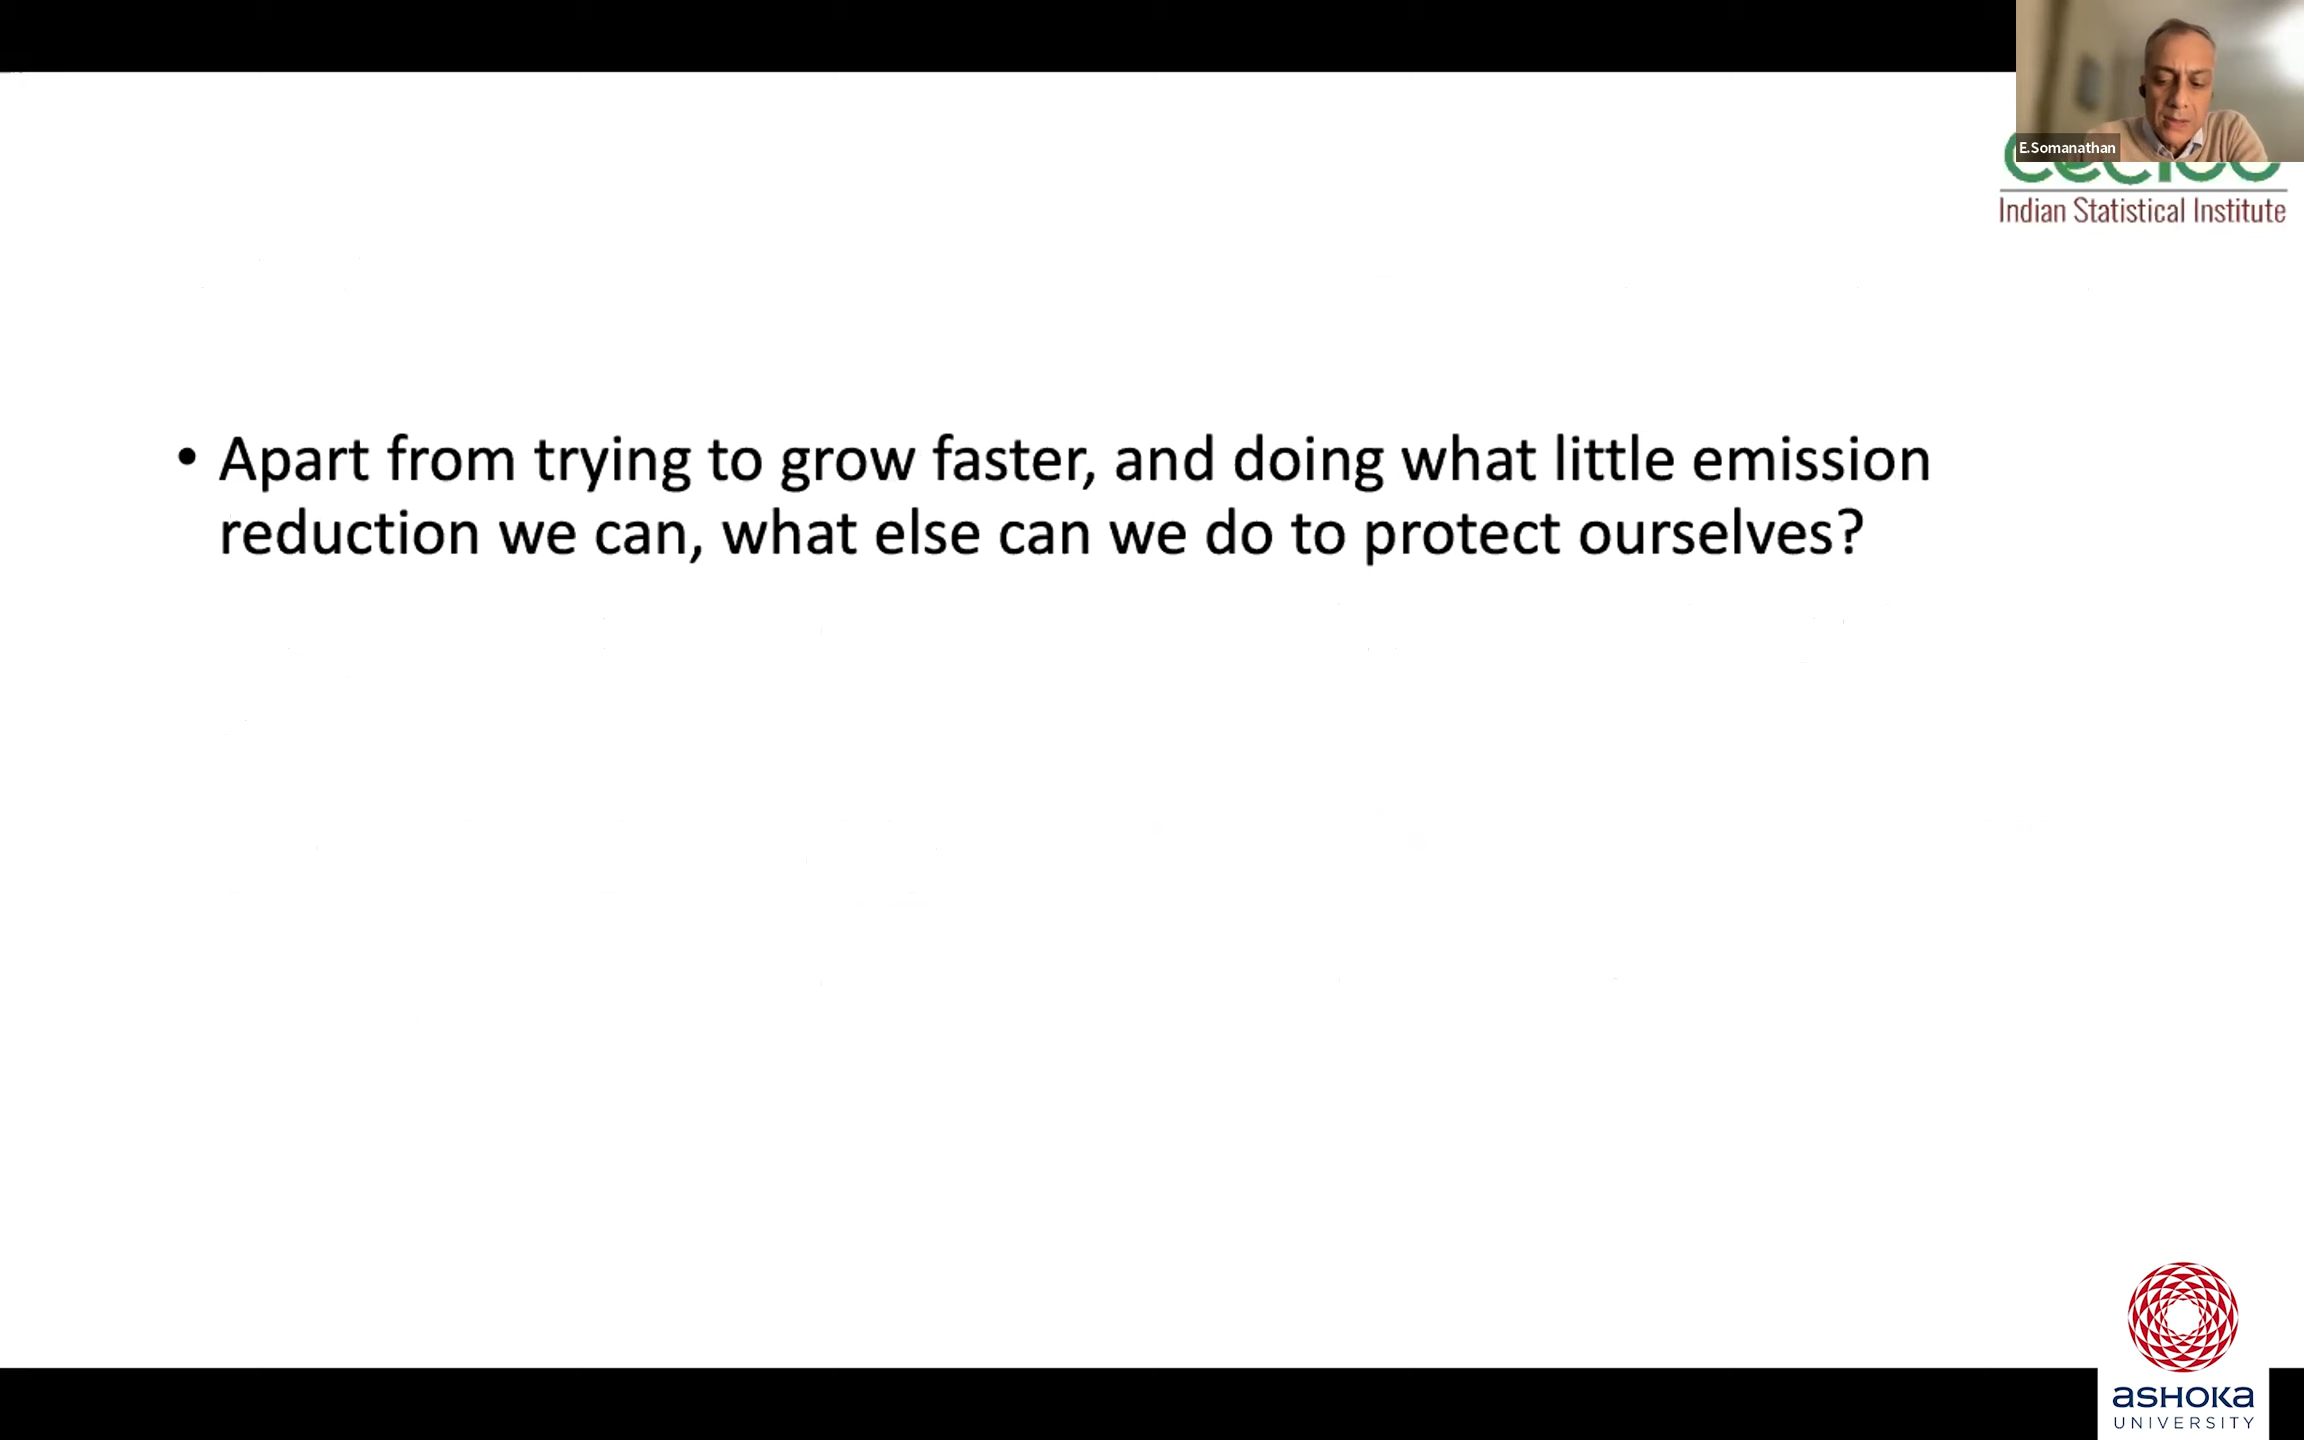 E.Somanathan
Indian Statistical Institute
• Apart from trying to grow faster, and doing what little emission
reduction we can, what else can we do to protect ourselves?
ASHOKA
UNIVERSITY